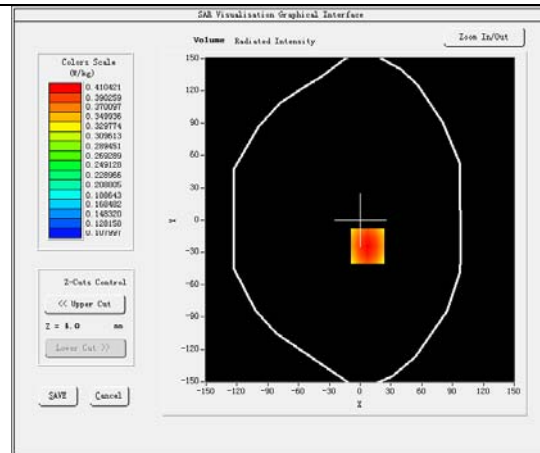 SAR Visualisation Graphical Interface
Volume Radiated Intensity
Zoom In/Out
Colors Scale
(W/kg)
0.410421
0.390259
0.370097
0.349936
0.329774
0.309613
0.289451
0.269289
0.249128
0.228966
0.208805
0.188643
0.168482
0.148320
0.128158
0.107997
Z-Cuts Control
<< Upper Cut
Z = 4.0 mm
Lower Cut >>
SAVE
Cancel
150
120
90
60
30
0
-30
-60
-90
-120
-150
Y
-150 -120 -90 -60 -30 0 30 60 90 120 150
X